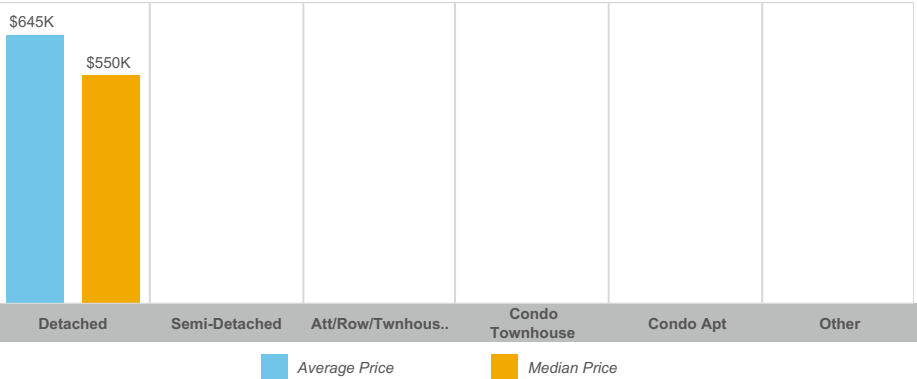 $645K
$550K
Detached
Semi-Detached
Att/Row/Twnhous..
Condo
Townhouse
Condo Apt
Other
Average Price
Median Price